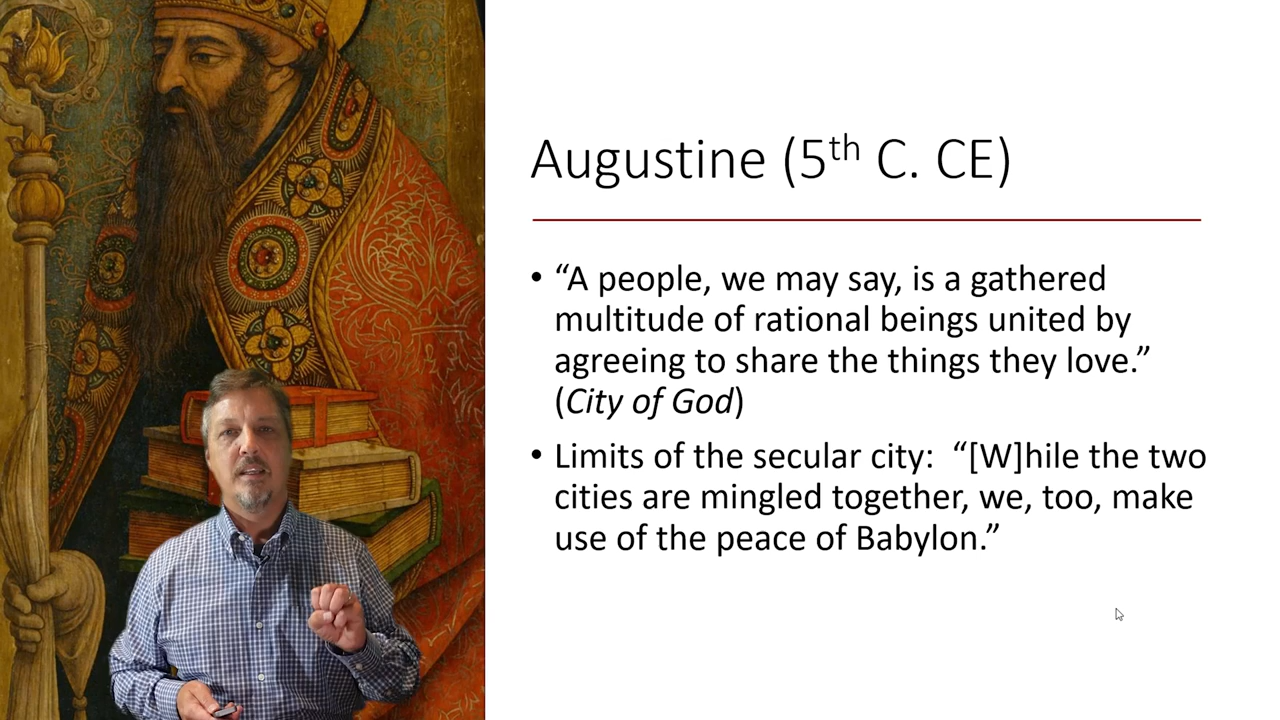 Augustine (5th C. CE)
• “A people, we may say, is a gathered
multitude of rational beings united by
agreeing to share the things they love.”
(City of God)
• Limits of the secular city:  “[W]hile the two
cities are mingled together, we, too, make
use of the peace of Babylon.”